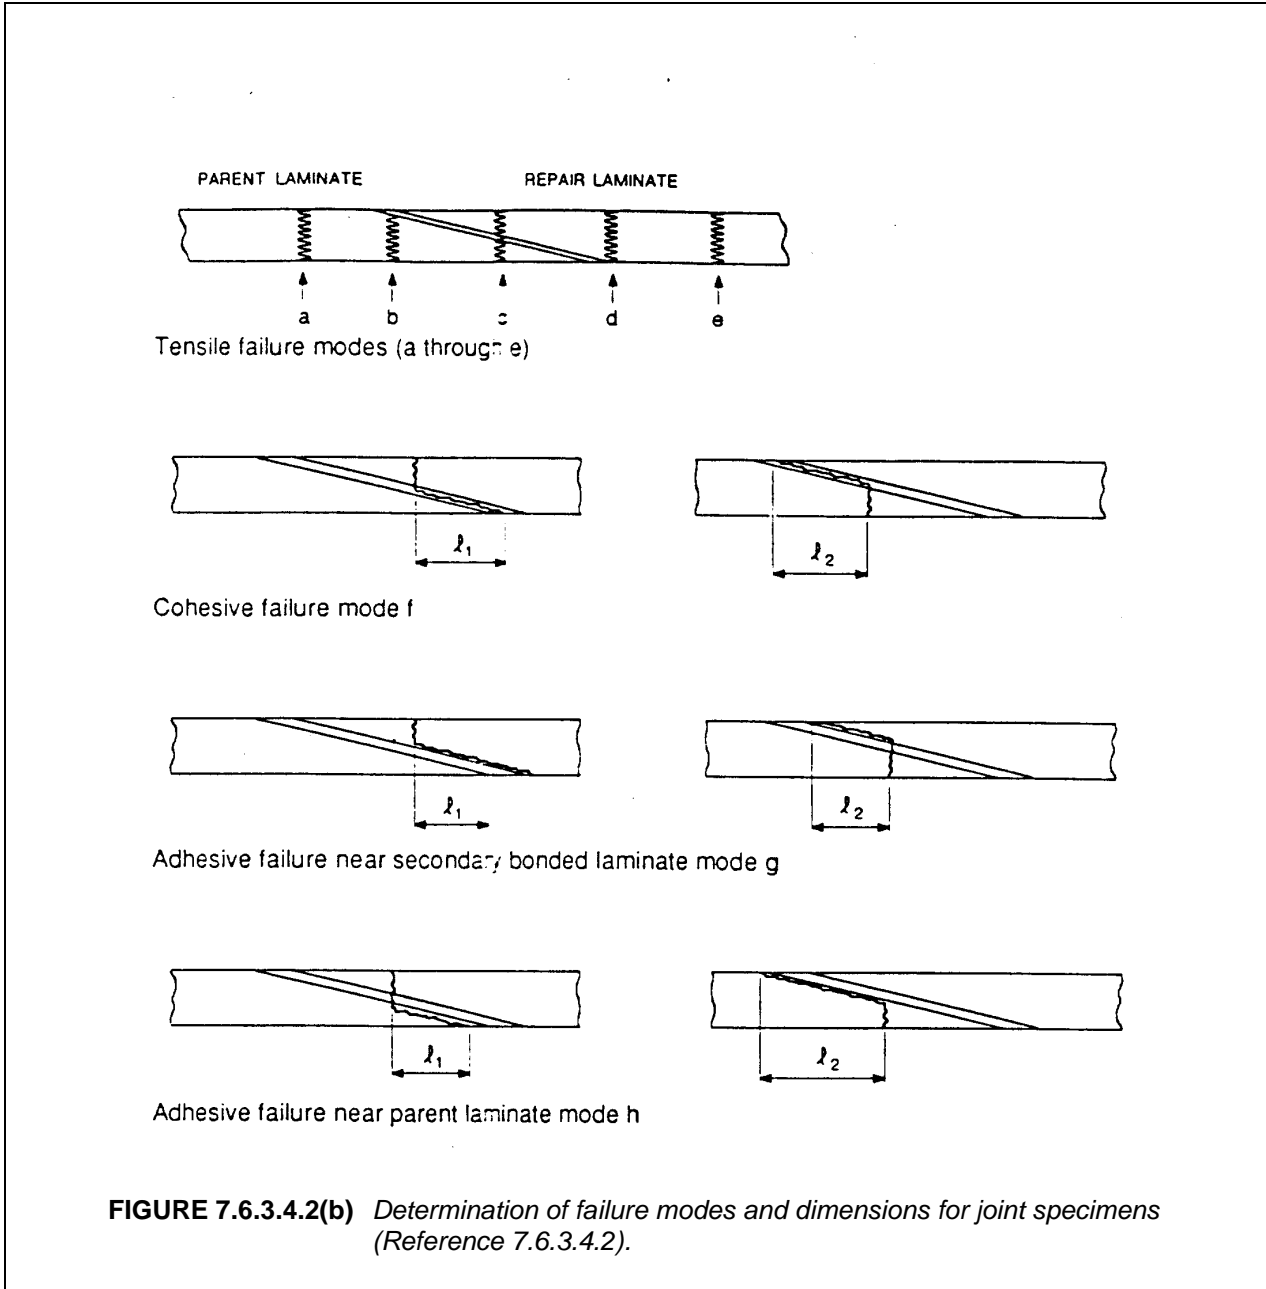 PARENT LAMINATE REPAIR LAMINATE
a b c d e
Tensile failure modes (a through e)
ℓ1 ℓ2
Cohesive failure mode f
ℓ1 ℓ2
Adhesive failure near secondary bonded laminate mode g
ℓ1 ℓ2
Adhesive failure near parent laminate mode h
FIGURE 7.6.3.4.2(b) Determination of failure modes and dimensions for joint specimens
(Reference 7.6.3.4.2).